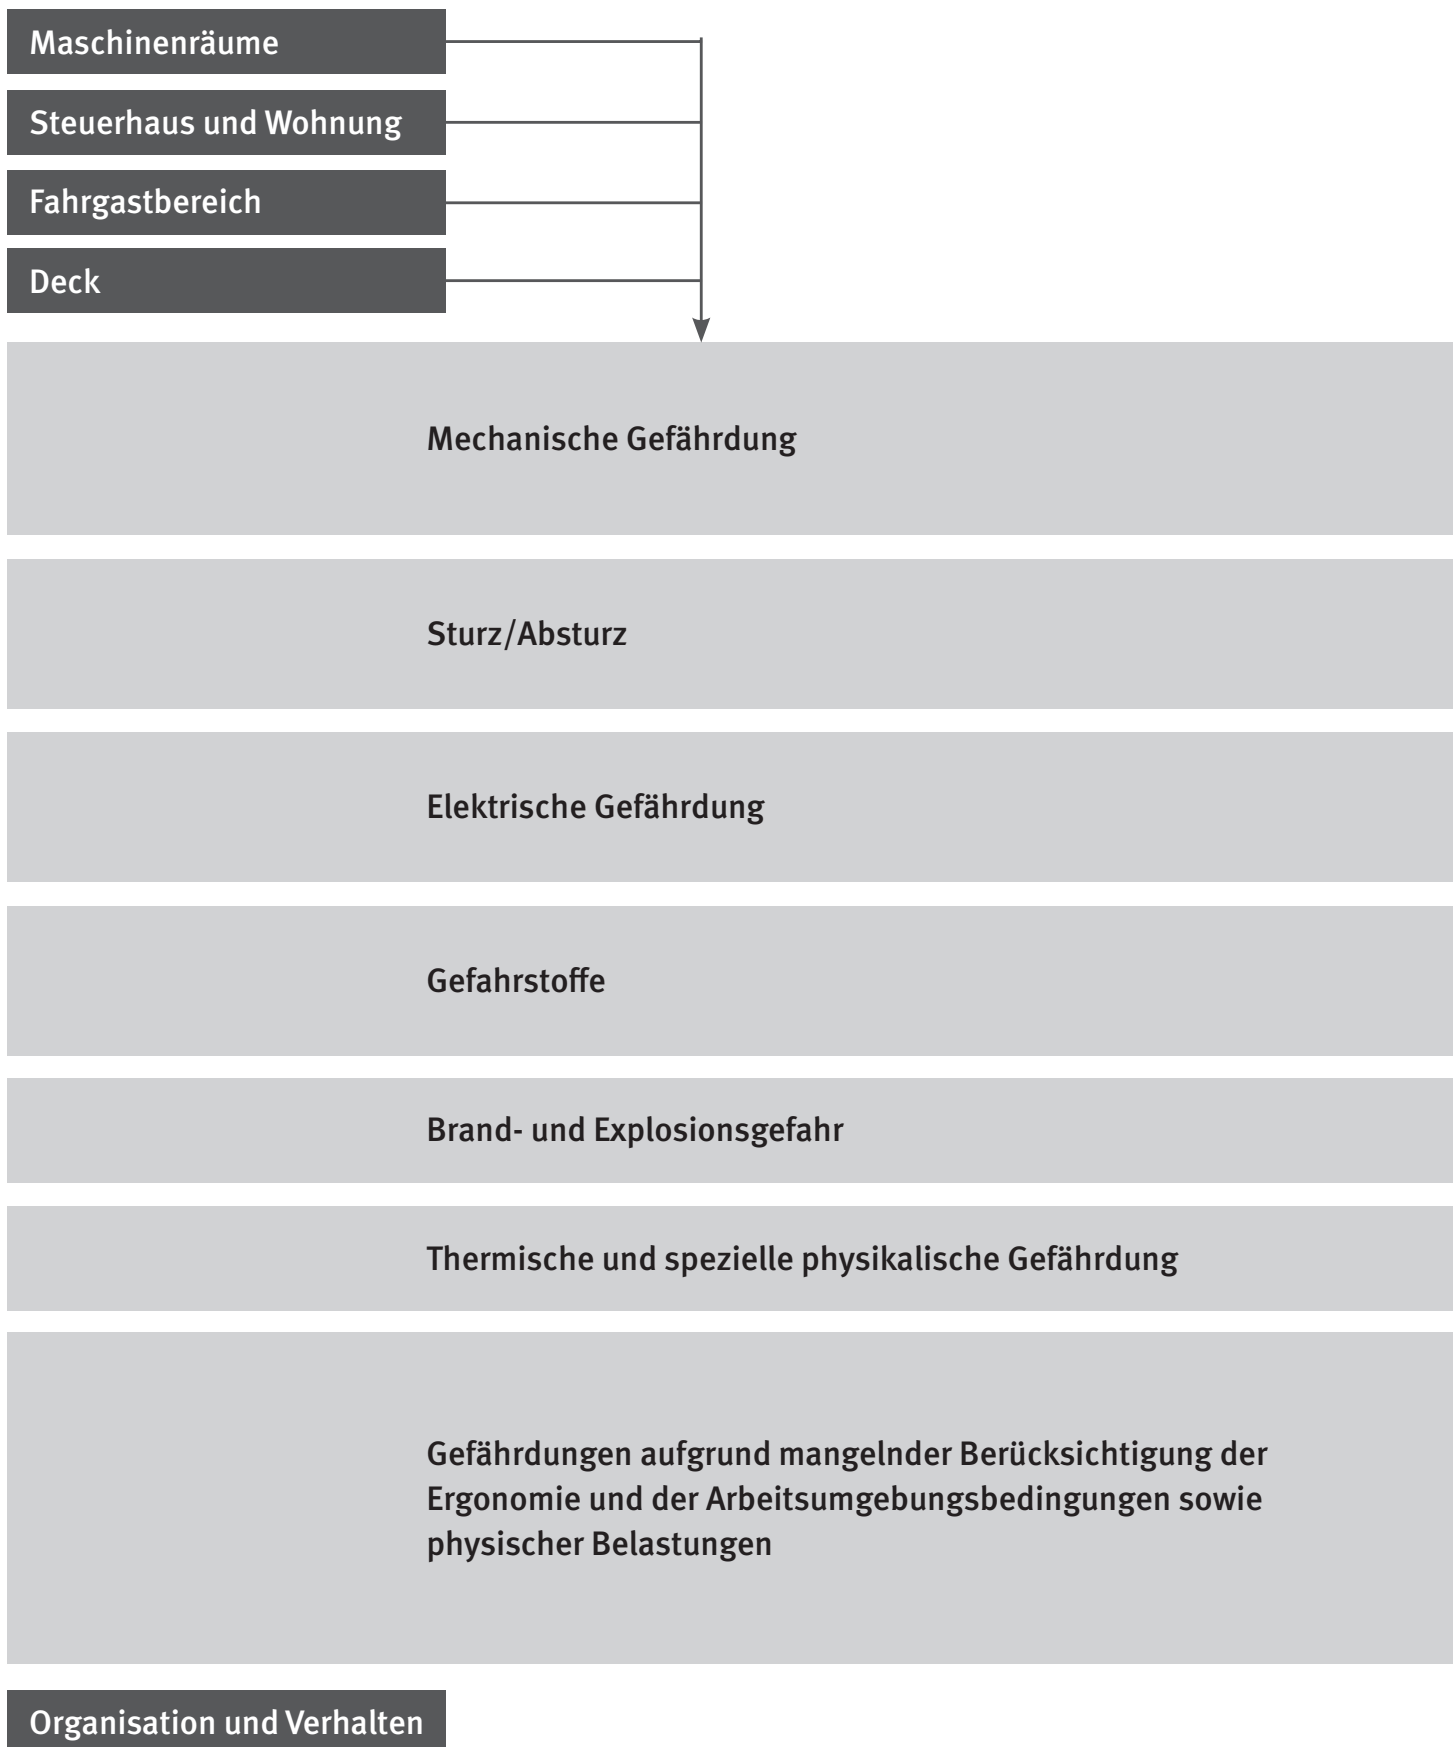 Maschinenräume
Steuerhaus und Wohnung
Fahrgastbereich
Deck
Mechanische Gefährdung
Sturz/Absturz
Elektrische Gefährdung
Gefahrstoffe
Brand- und Explosionsgefahr
Thermische und spezielle physikalische Gefährdung
Gefährdungen aufgrund mangelnder Berücksichtigung der
Ergonomie und der Arbeitsumgebungsbedingungen sowie
physischer Belastungen
Organisation und Verhalten